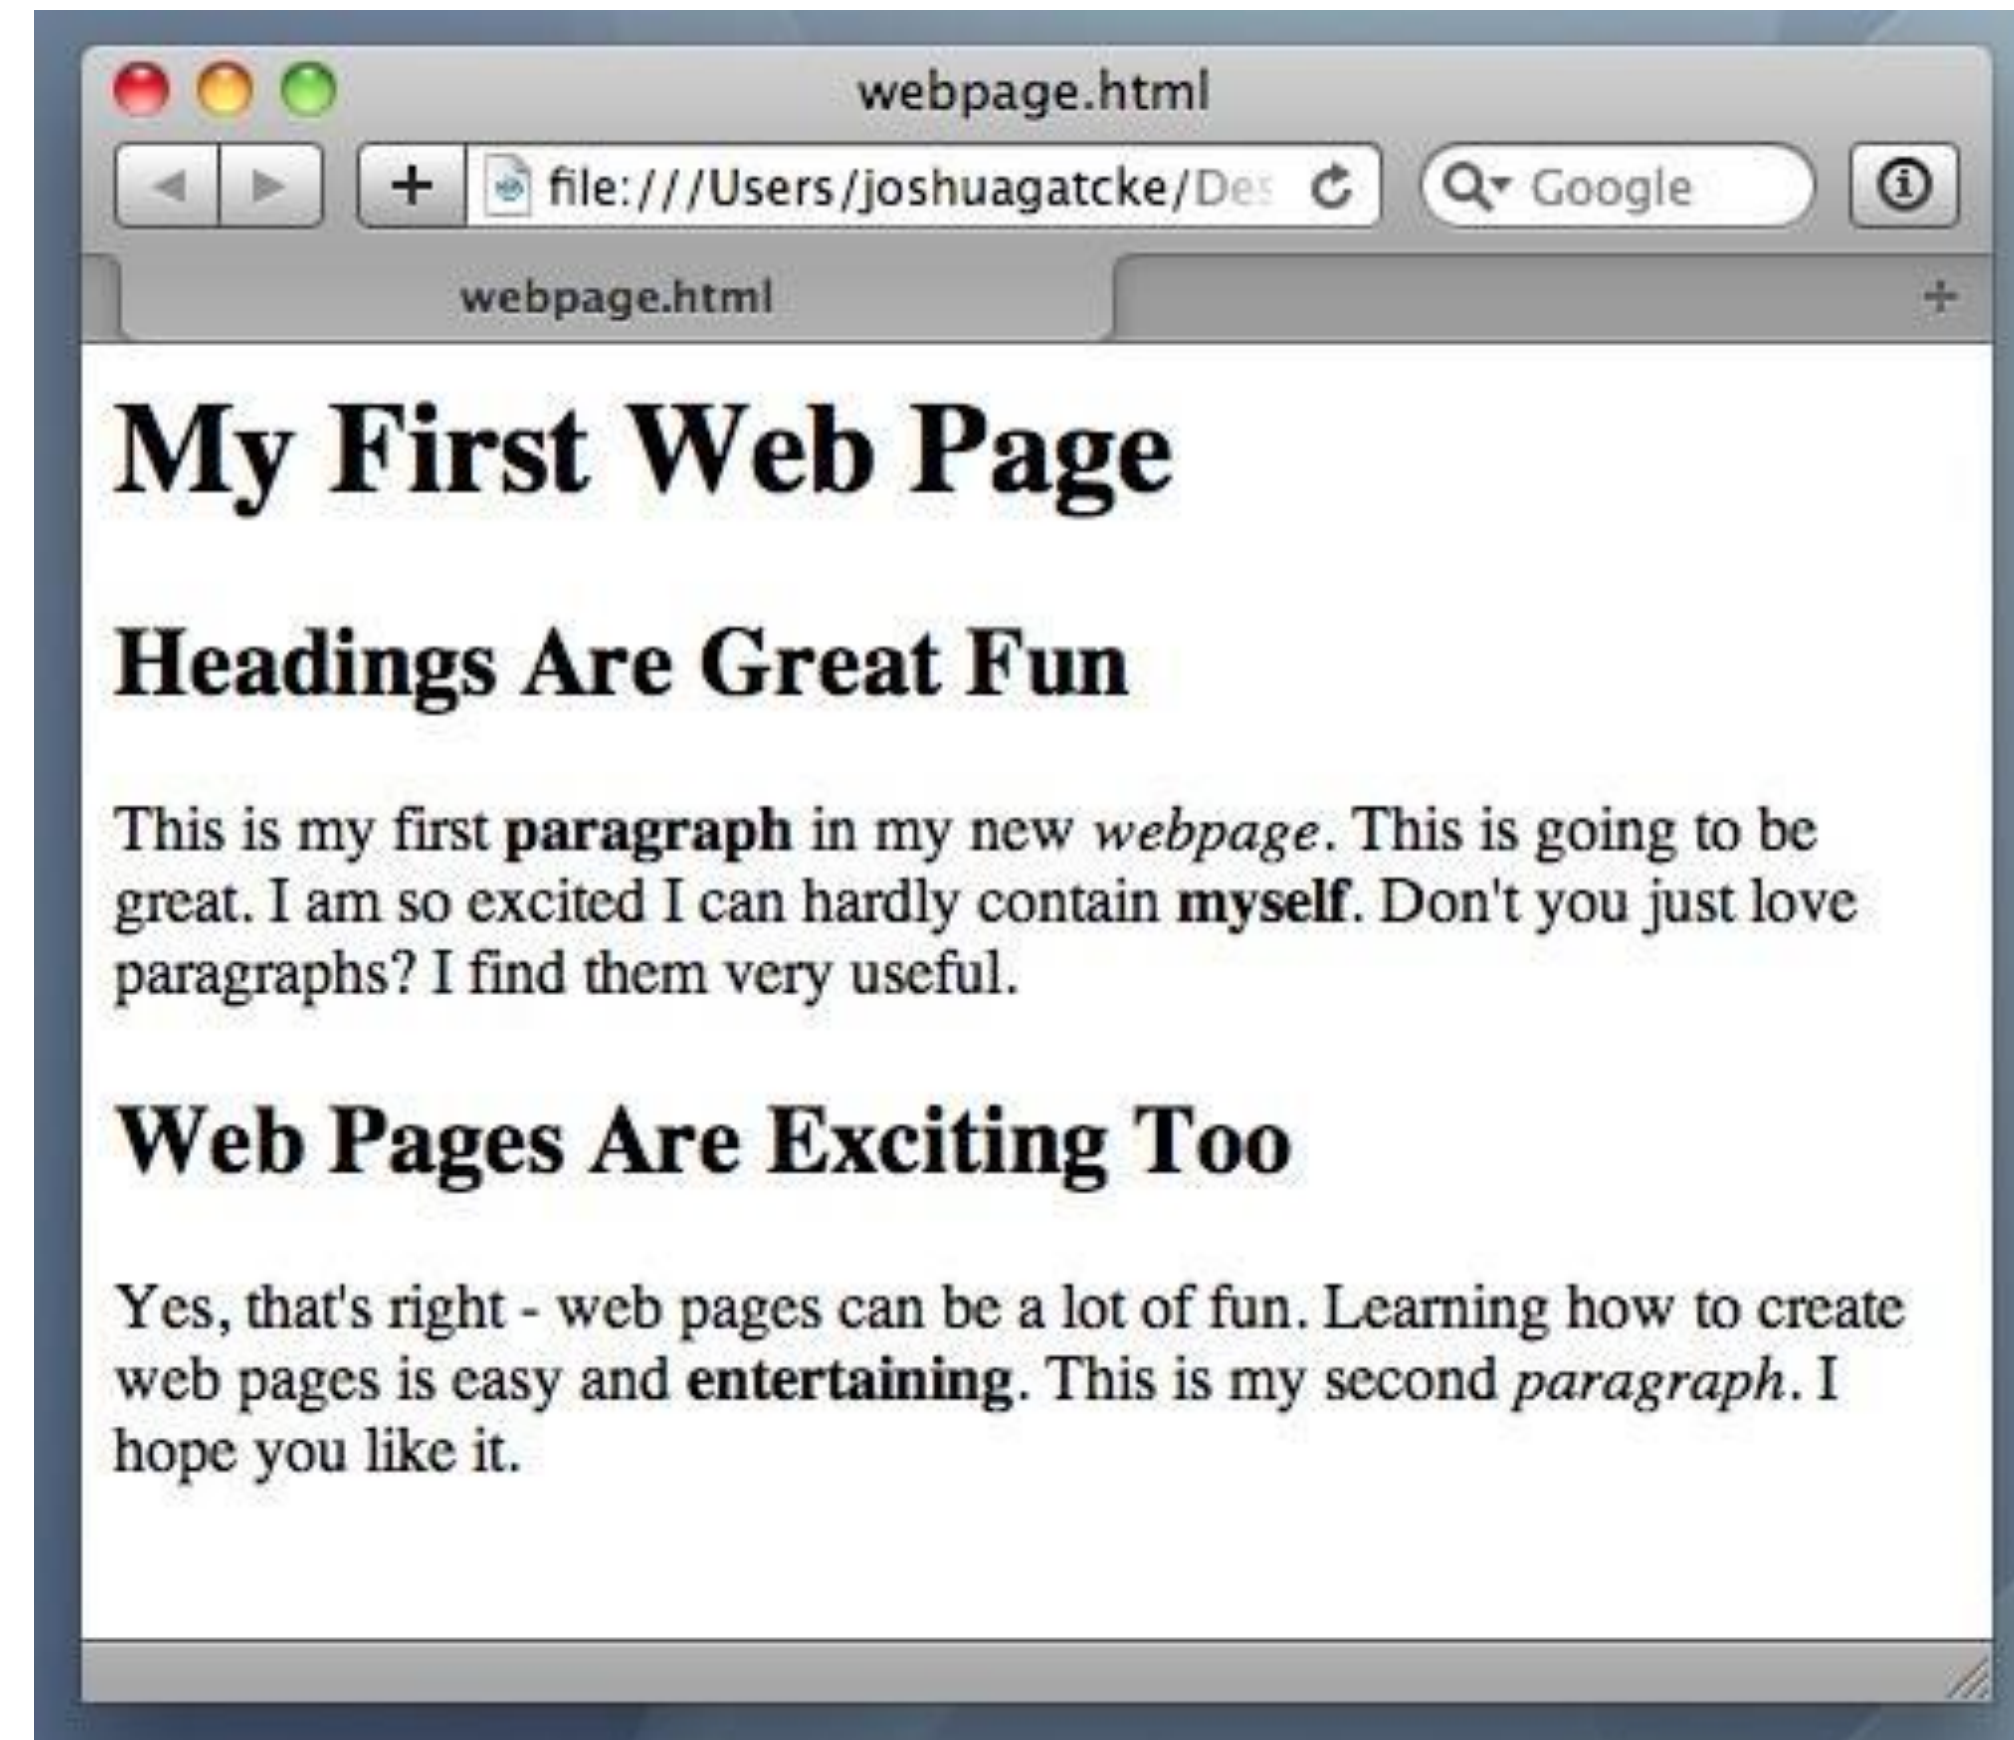 webpage.html
file:///Users/joshuagatcke/Des
Google
webpage.html
My First Web Page
Headings Are Great Fun
This is my first paragraph in my new webpage. This is going to be
great. I am so excited I can hardly contain myself. Don't you just love
paragraphs? I find them very useful.
Web Pages Are Exciting Too
Yes, that's right - web pages can be a lot of fun. Learning how to create
web pages is easy and entertaining. This is my second paragraph. I
hope you like it.